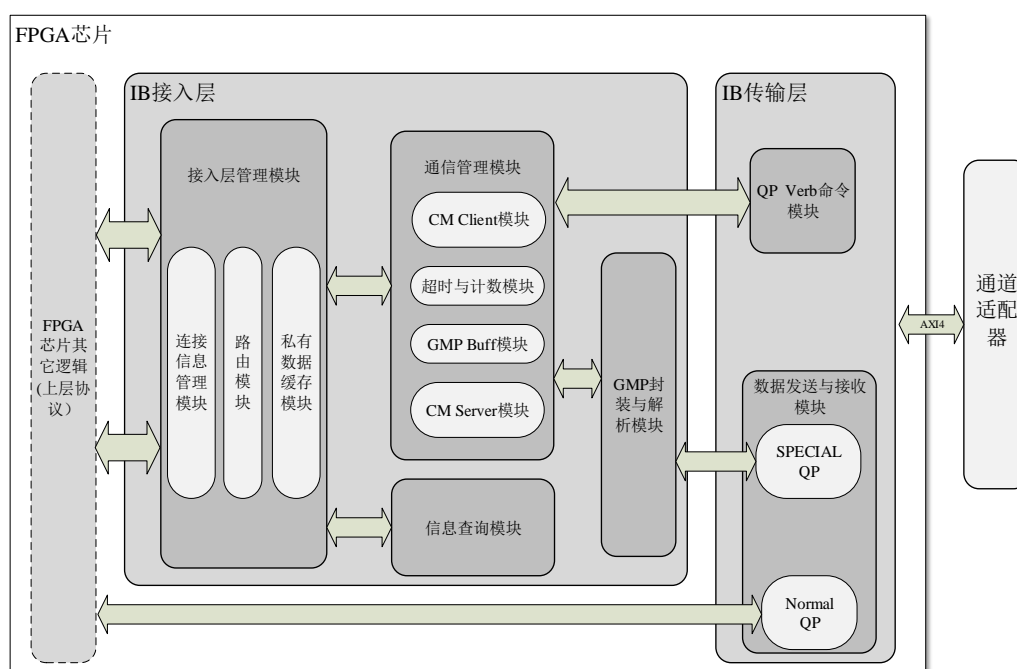 FPGA芯片
IB接入层
IB传输层
接入层管理模块
通信管理模块
QP Verb命令
模块
CM Client模块
超时与计数模块
GMP Buff模块
CM Server模块
连接
信息
管理
模块
路
由
模
块
私有
数据
缓存
模块
FPGA
芯片其
它逻辑
(上层协
议）
GMP封
装与解
析模块
信息查询模块
数据发送与接收
模块
SPECIAL
QP
Normal
QP
AXI4
通道
适配
器